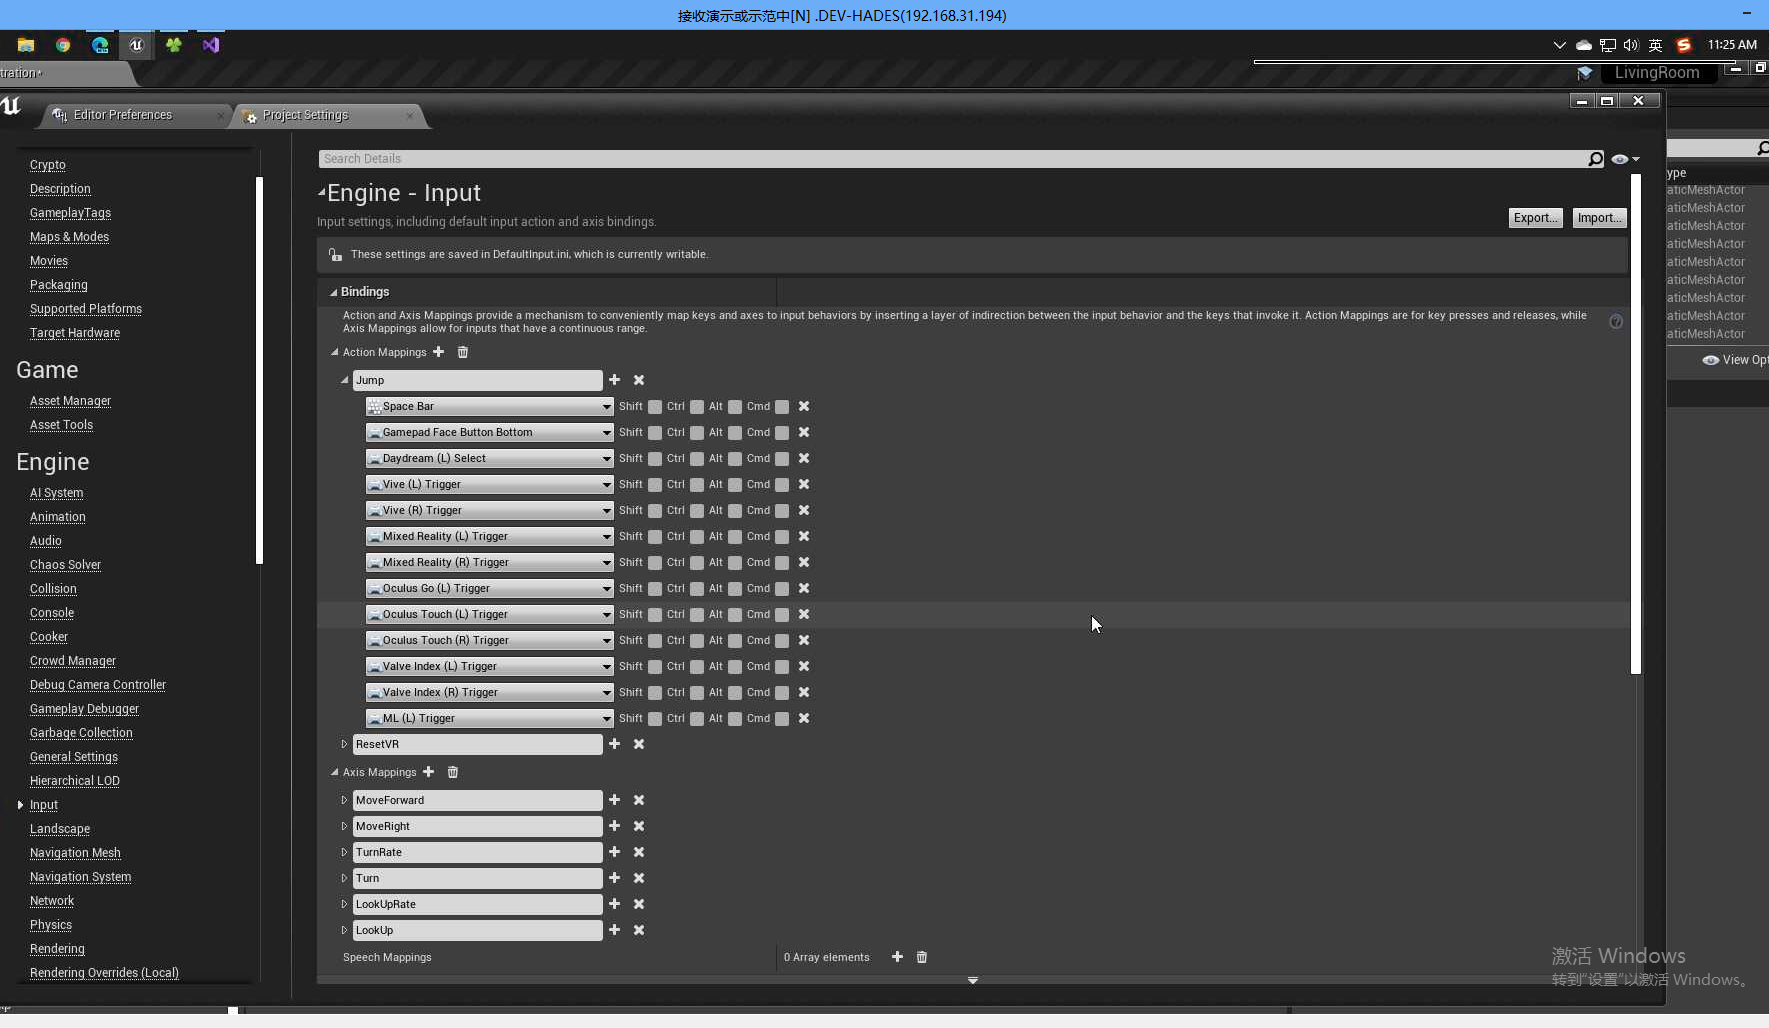 接收演示或示范中[N] .DEV-HADES(192.168.31.194)
英
11:25 AM
tration*
LivingRoom
Editor Preferences
Project Settings
Crypto
Description
GameplayTags
Maps & Modes
Movies
Packaging
Supported Platforms
Target Hardware
Game
Asset Manager
Asset Tools
Engine
AI System
Animation
Audio
Chaos Solver
Collision
Console
Cooker
Crowd Manager
Debug Camera Controller
Gameplay Debugger
Garbage Collection
General Settings
Hierarchical LOD
Input
Landscape
Navigation Mesh
Navigation System
Network
Physics
Rendering
Rendering Overrides (Local)
Search Details
Engine - Input
Input settings, including default input action and axis bindings.
Export...
Import...
These settings are saved in DefaultInput.ini, which is currently writable.
Bindings
Action and Axis Mappings provide a mechanism to conveniently map keys and axes to input behaviors by inserting a layer of indirection between the input behavior and the keys that invoke it. Action Mappings are for key presses and releases, while
Axis Mappings allow for inputs that have a continuous range.
Action Mappings
Jump
Space Bar Shift Ctrl Alt Cmd
Gamepad Face Button Bottom Shift Ctrl Alt Cmd
Daydream (L) Select Shift Ctrl Alt Cmd
Vive (L) Trigger Shift Ctrl Alt Cmd
Vive (R) Trigger Shift Ctrl Alt Cmd
Mixed Reality (L) Trigger Shift Ctrl Alt Cmd
Mixed Reality (R) Trigger Shift Ctrl Alt Cmd
Oculus Go (L) Trigger Shift Ctrl Alt Cmd
Oculus Touch (L) Trigger Shift Ctrl Alt Cmd
Oculus Touch (R) Trigger Shift Ctrl Alt Cmd
Valve Index (L) Trigger Shift Ctrl Alt Cmd
Valve Index (R) Trigger Shift Ctrl Alt Cmd
ML (L) Trigger Shift Ctrl Alt Cmd
ResetVR
Axis Mappings
MoveForward
MoveRight
TurnRate
Turn
LookUpRate
LookUp
Speech Mappings
0 Array elements
ype
aticMeshActor
aticMeshActor
aticMeshActor
aticMeshActor
aticMeshActor
aticMeshActor
aticMeshActor
aticMeshActor
aticMeshActor
View Opt
激活 Windows
转到"设置"以激活 Windows。